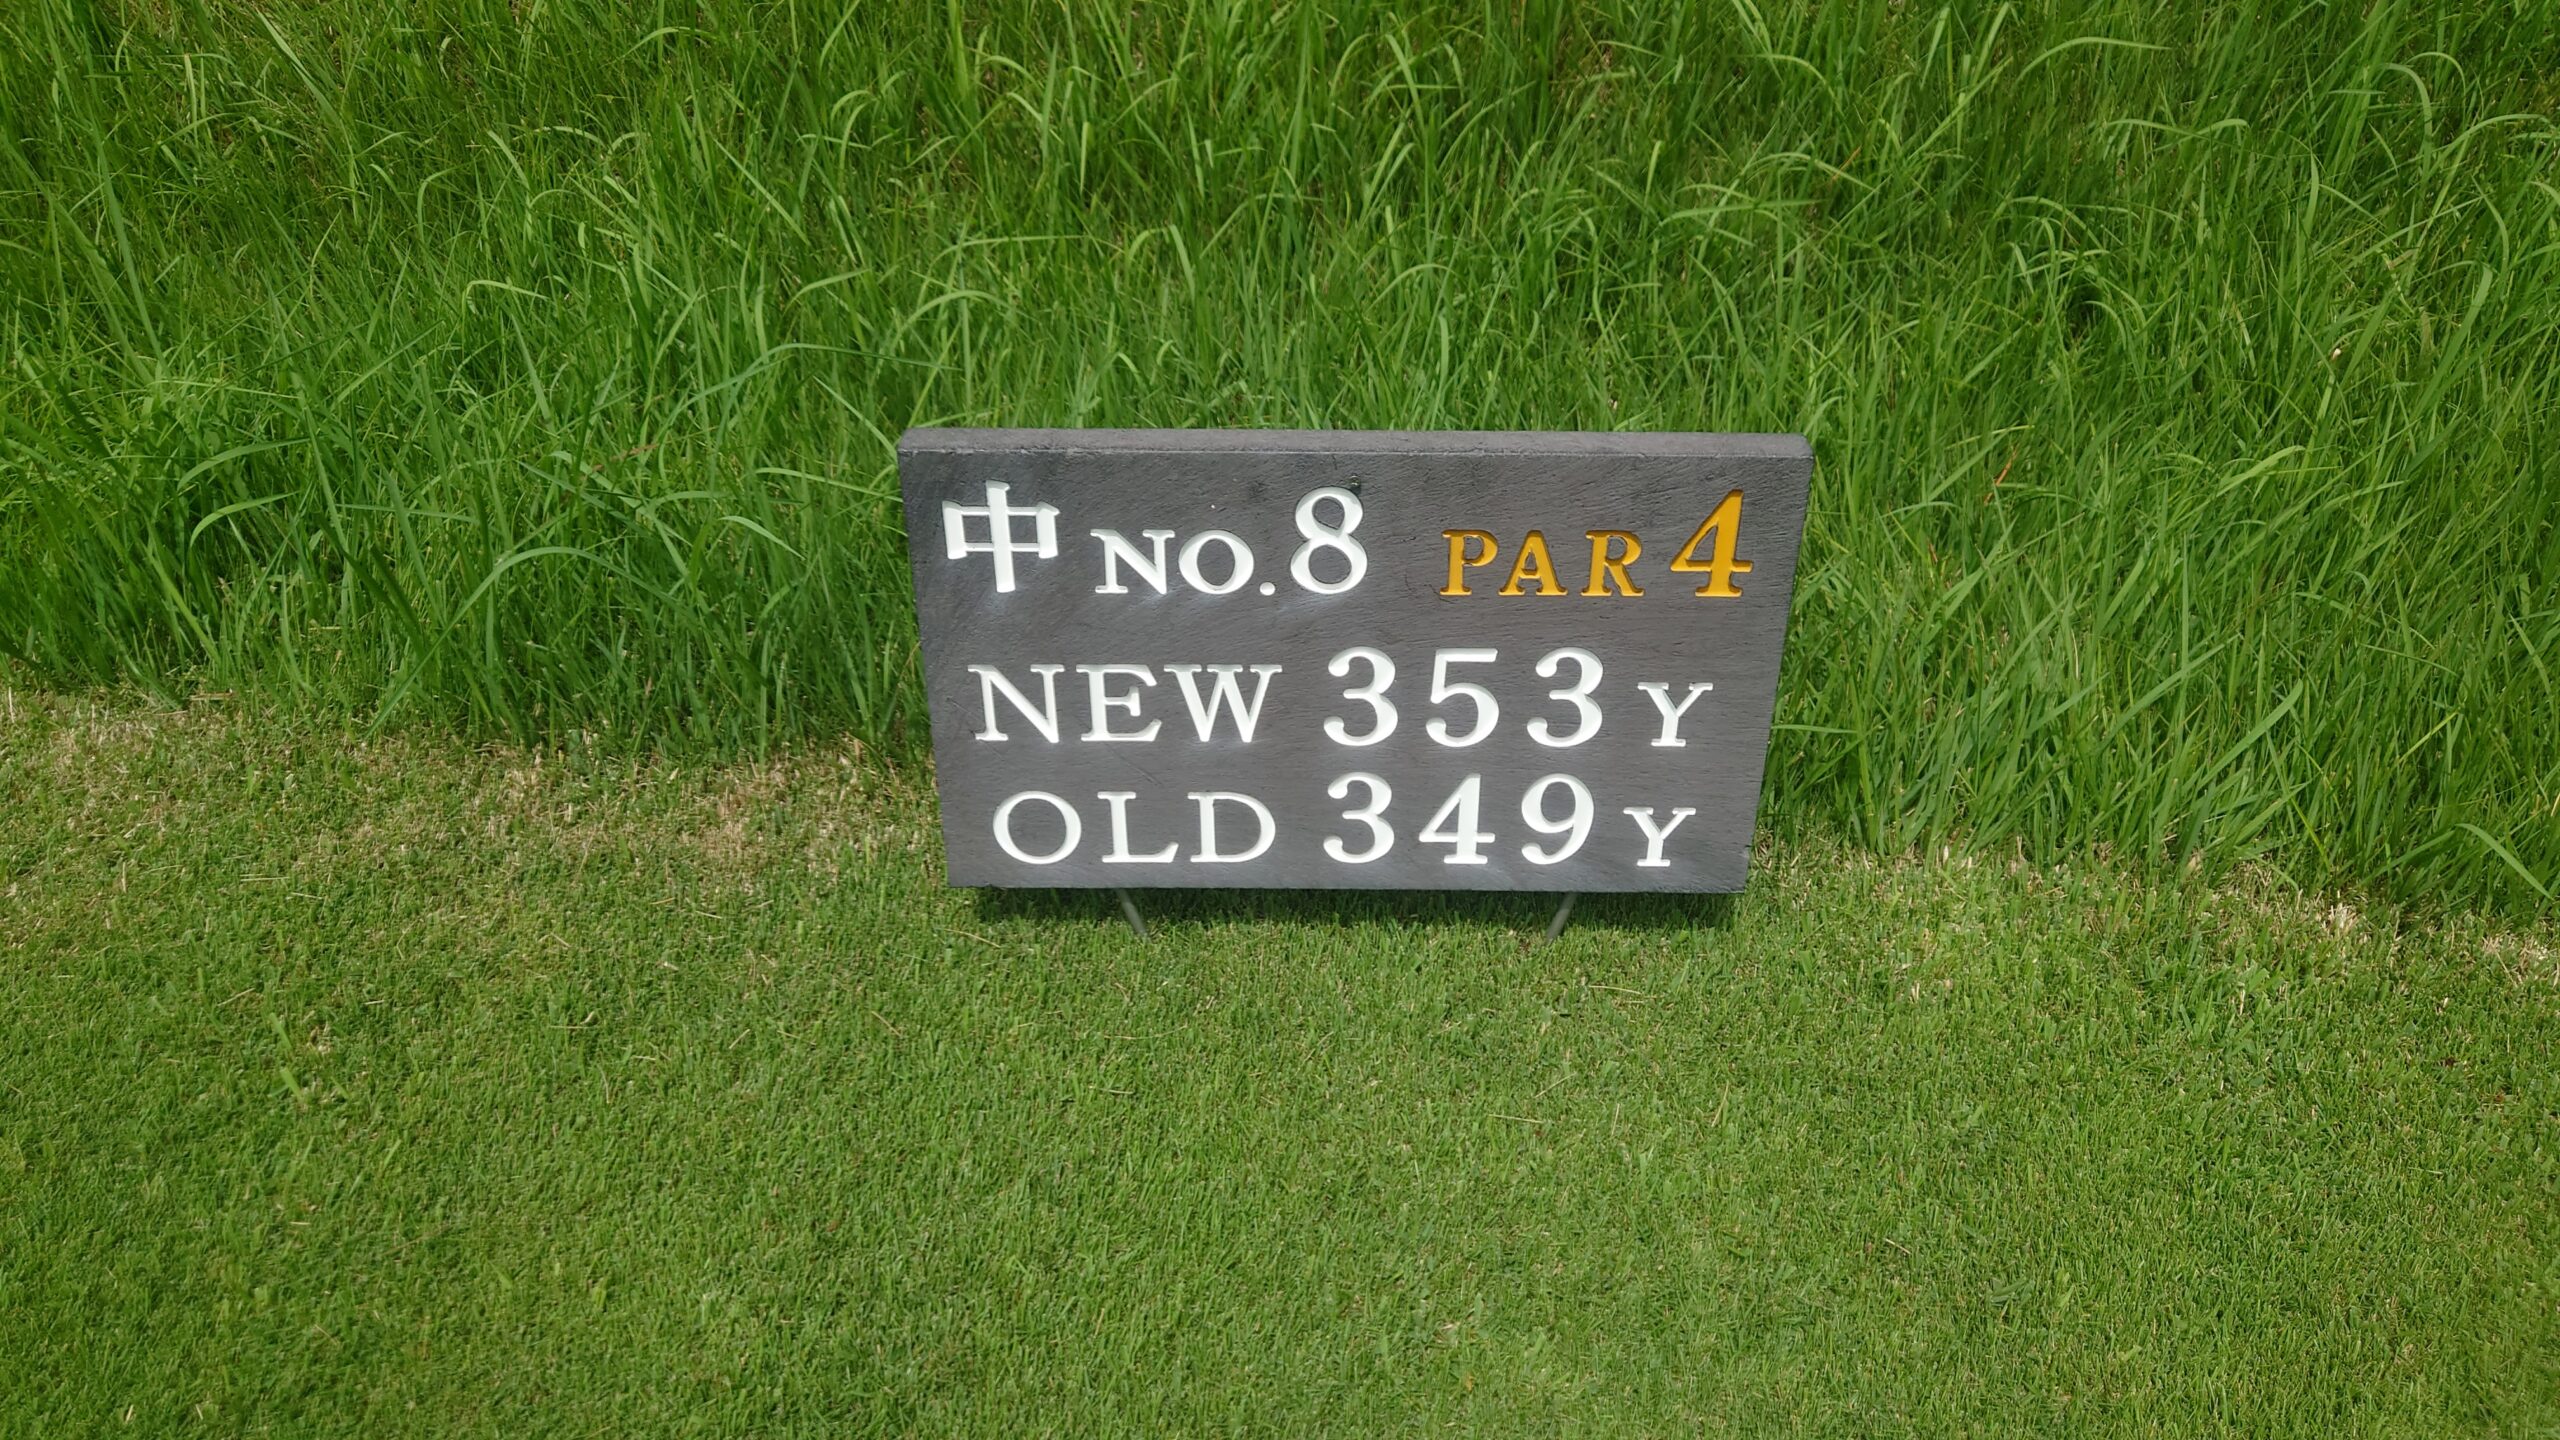 中 NO.8 PAR 4
NEW 353 Y
OLD 349 Y